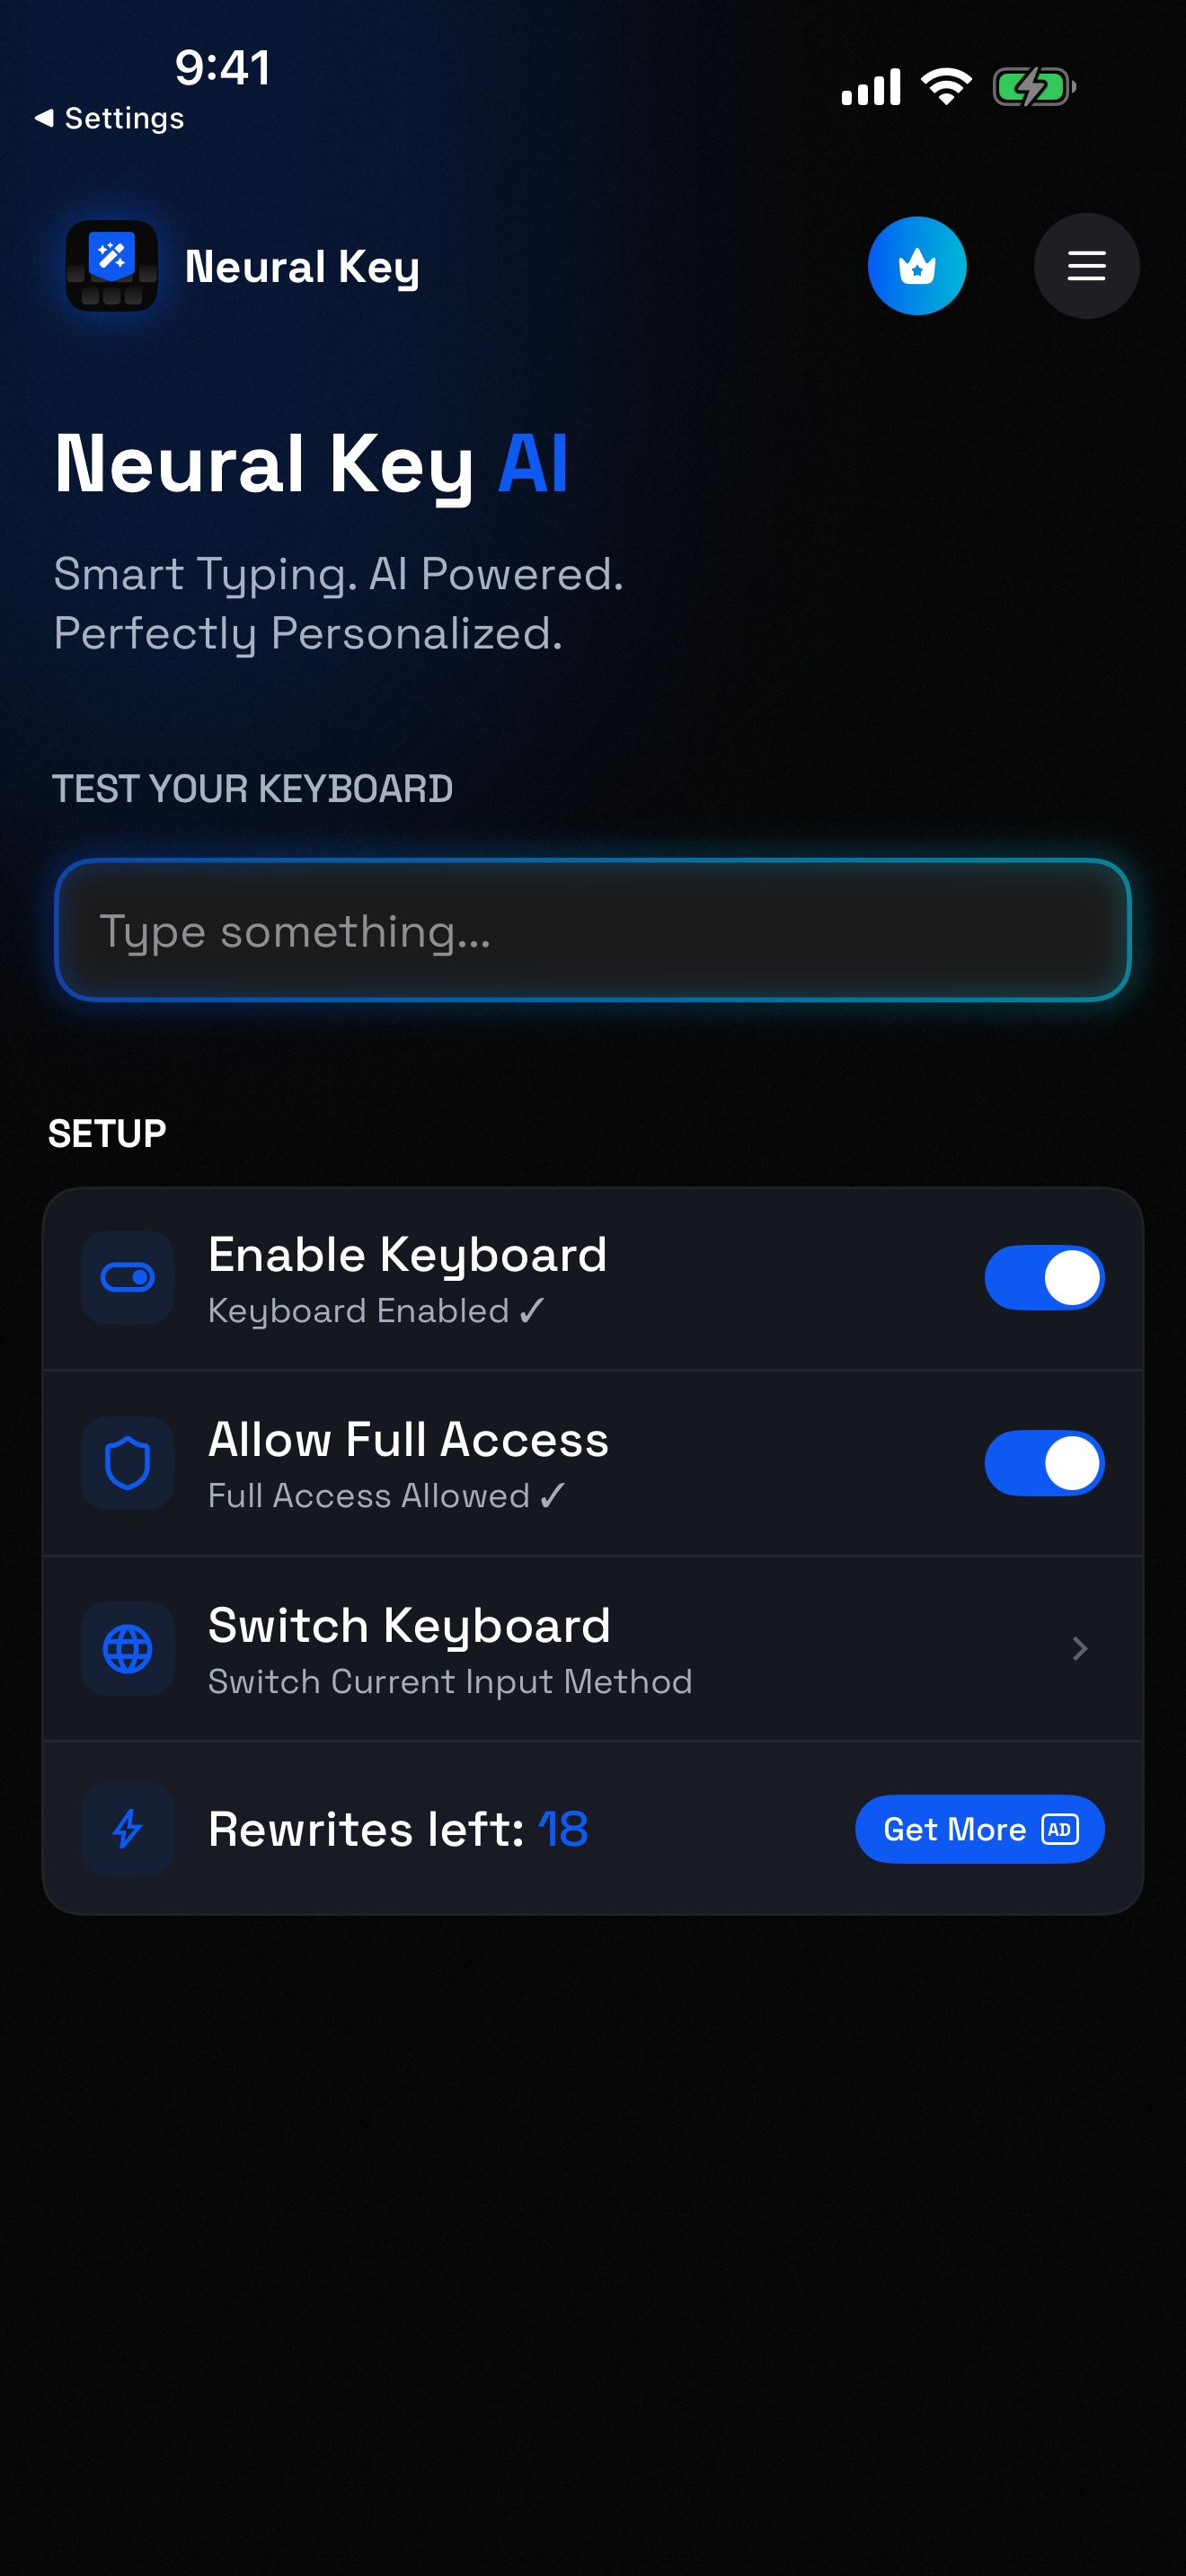 9:41
◀ Settings
Neural Key
Neural Key AI
Smart Typing. AI Powered.
Perfectly Personalized.
TEST YOUR KEYBOARD
Type something...
SETUP
Enable Keyboard
Keyboard Enabled ✓
Allow Full Access
Full Access Allowed ✓
Switch Keyboard
Switch Current Input Method
Rewrites left: 18
Get More AD